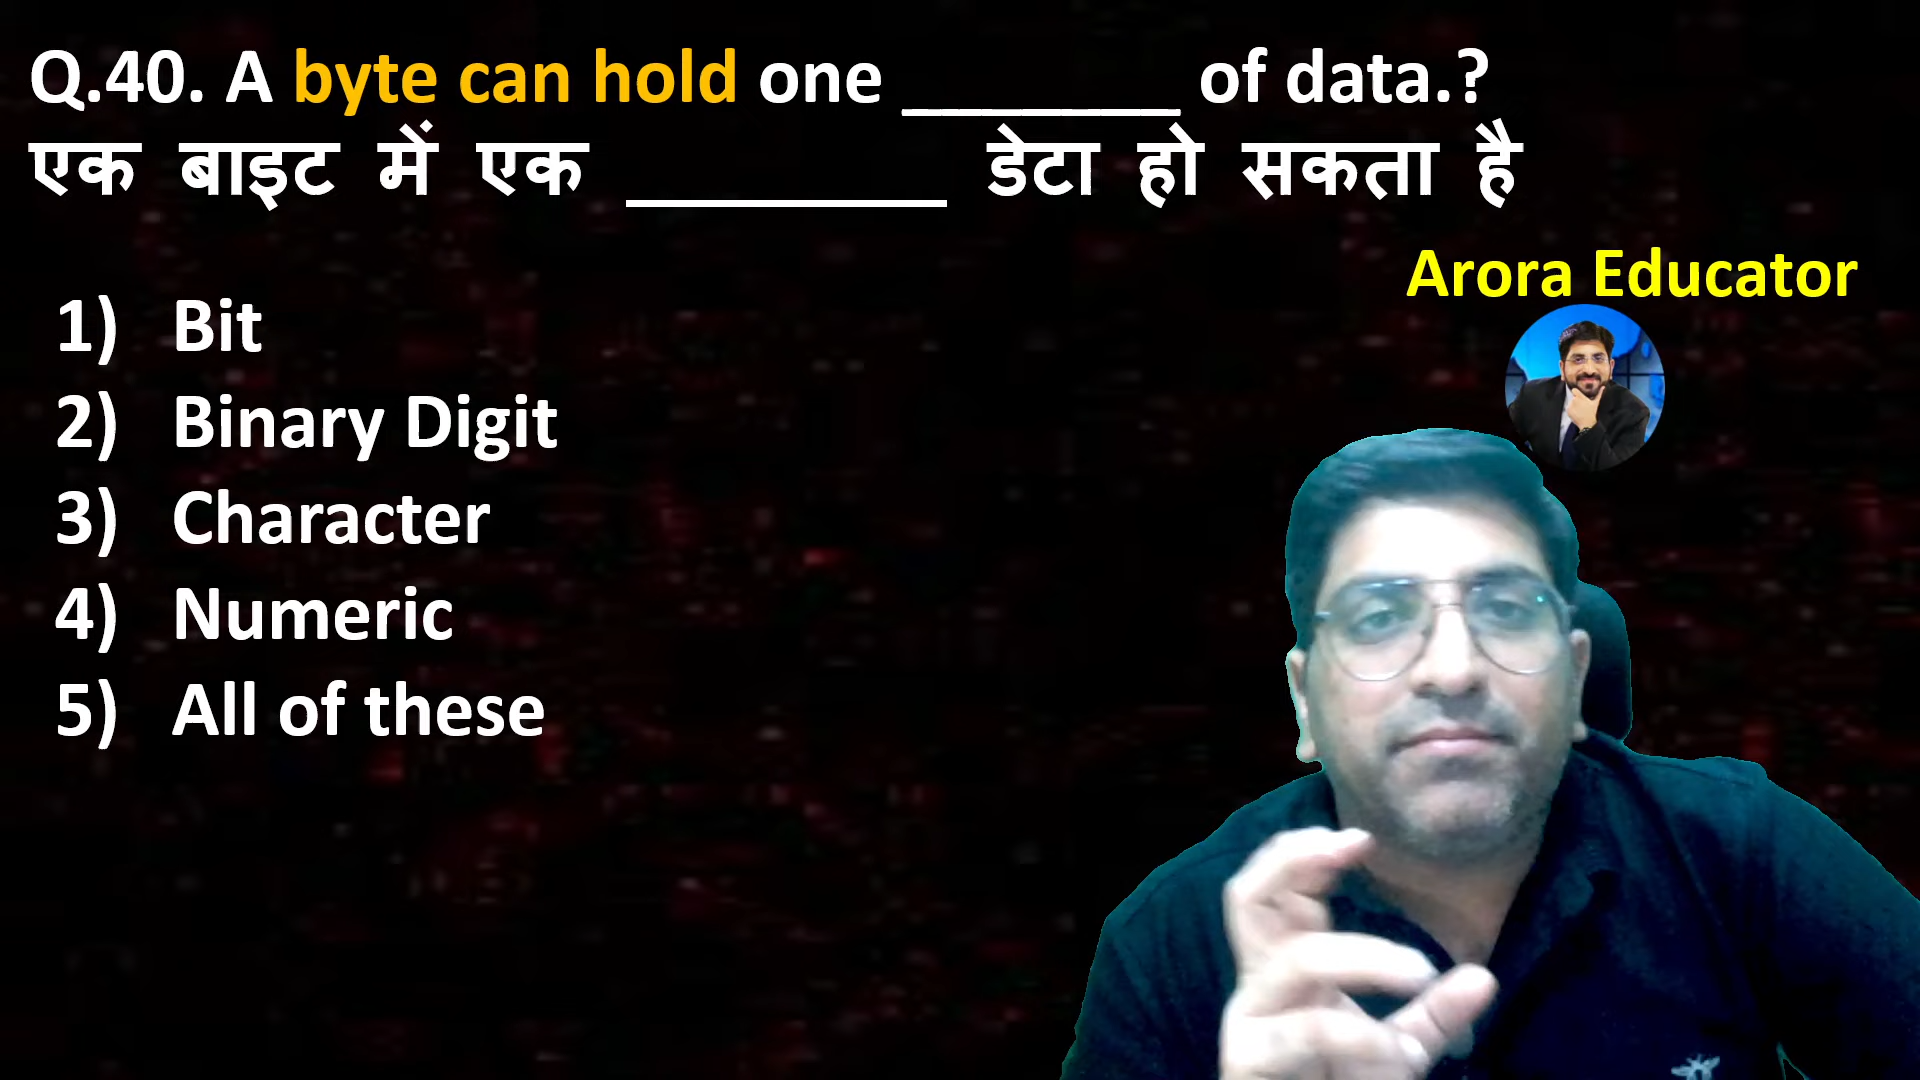 Q.40. A byte can hold one ________ of data.?
एक बाइट में एक _________ डेटा हो सकता है
Arora Educator
1) Bit
2) Binary Digit
3) Character
4) Numeric
5) All of these